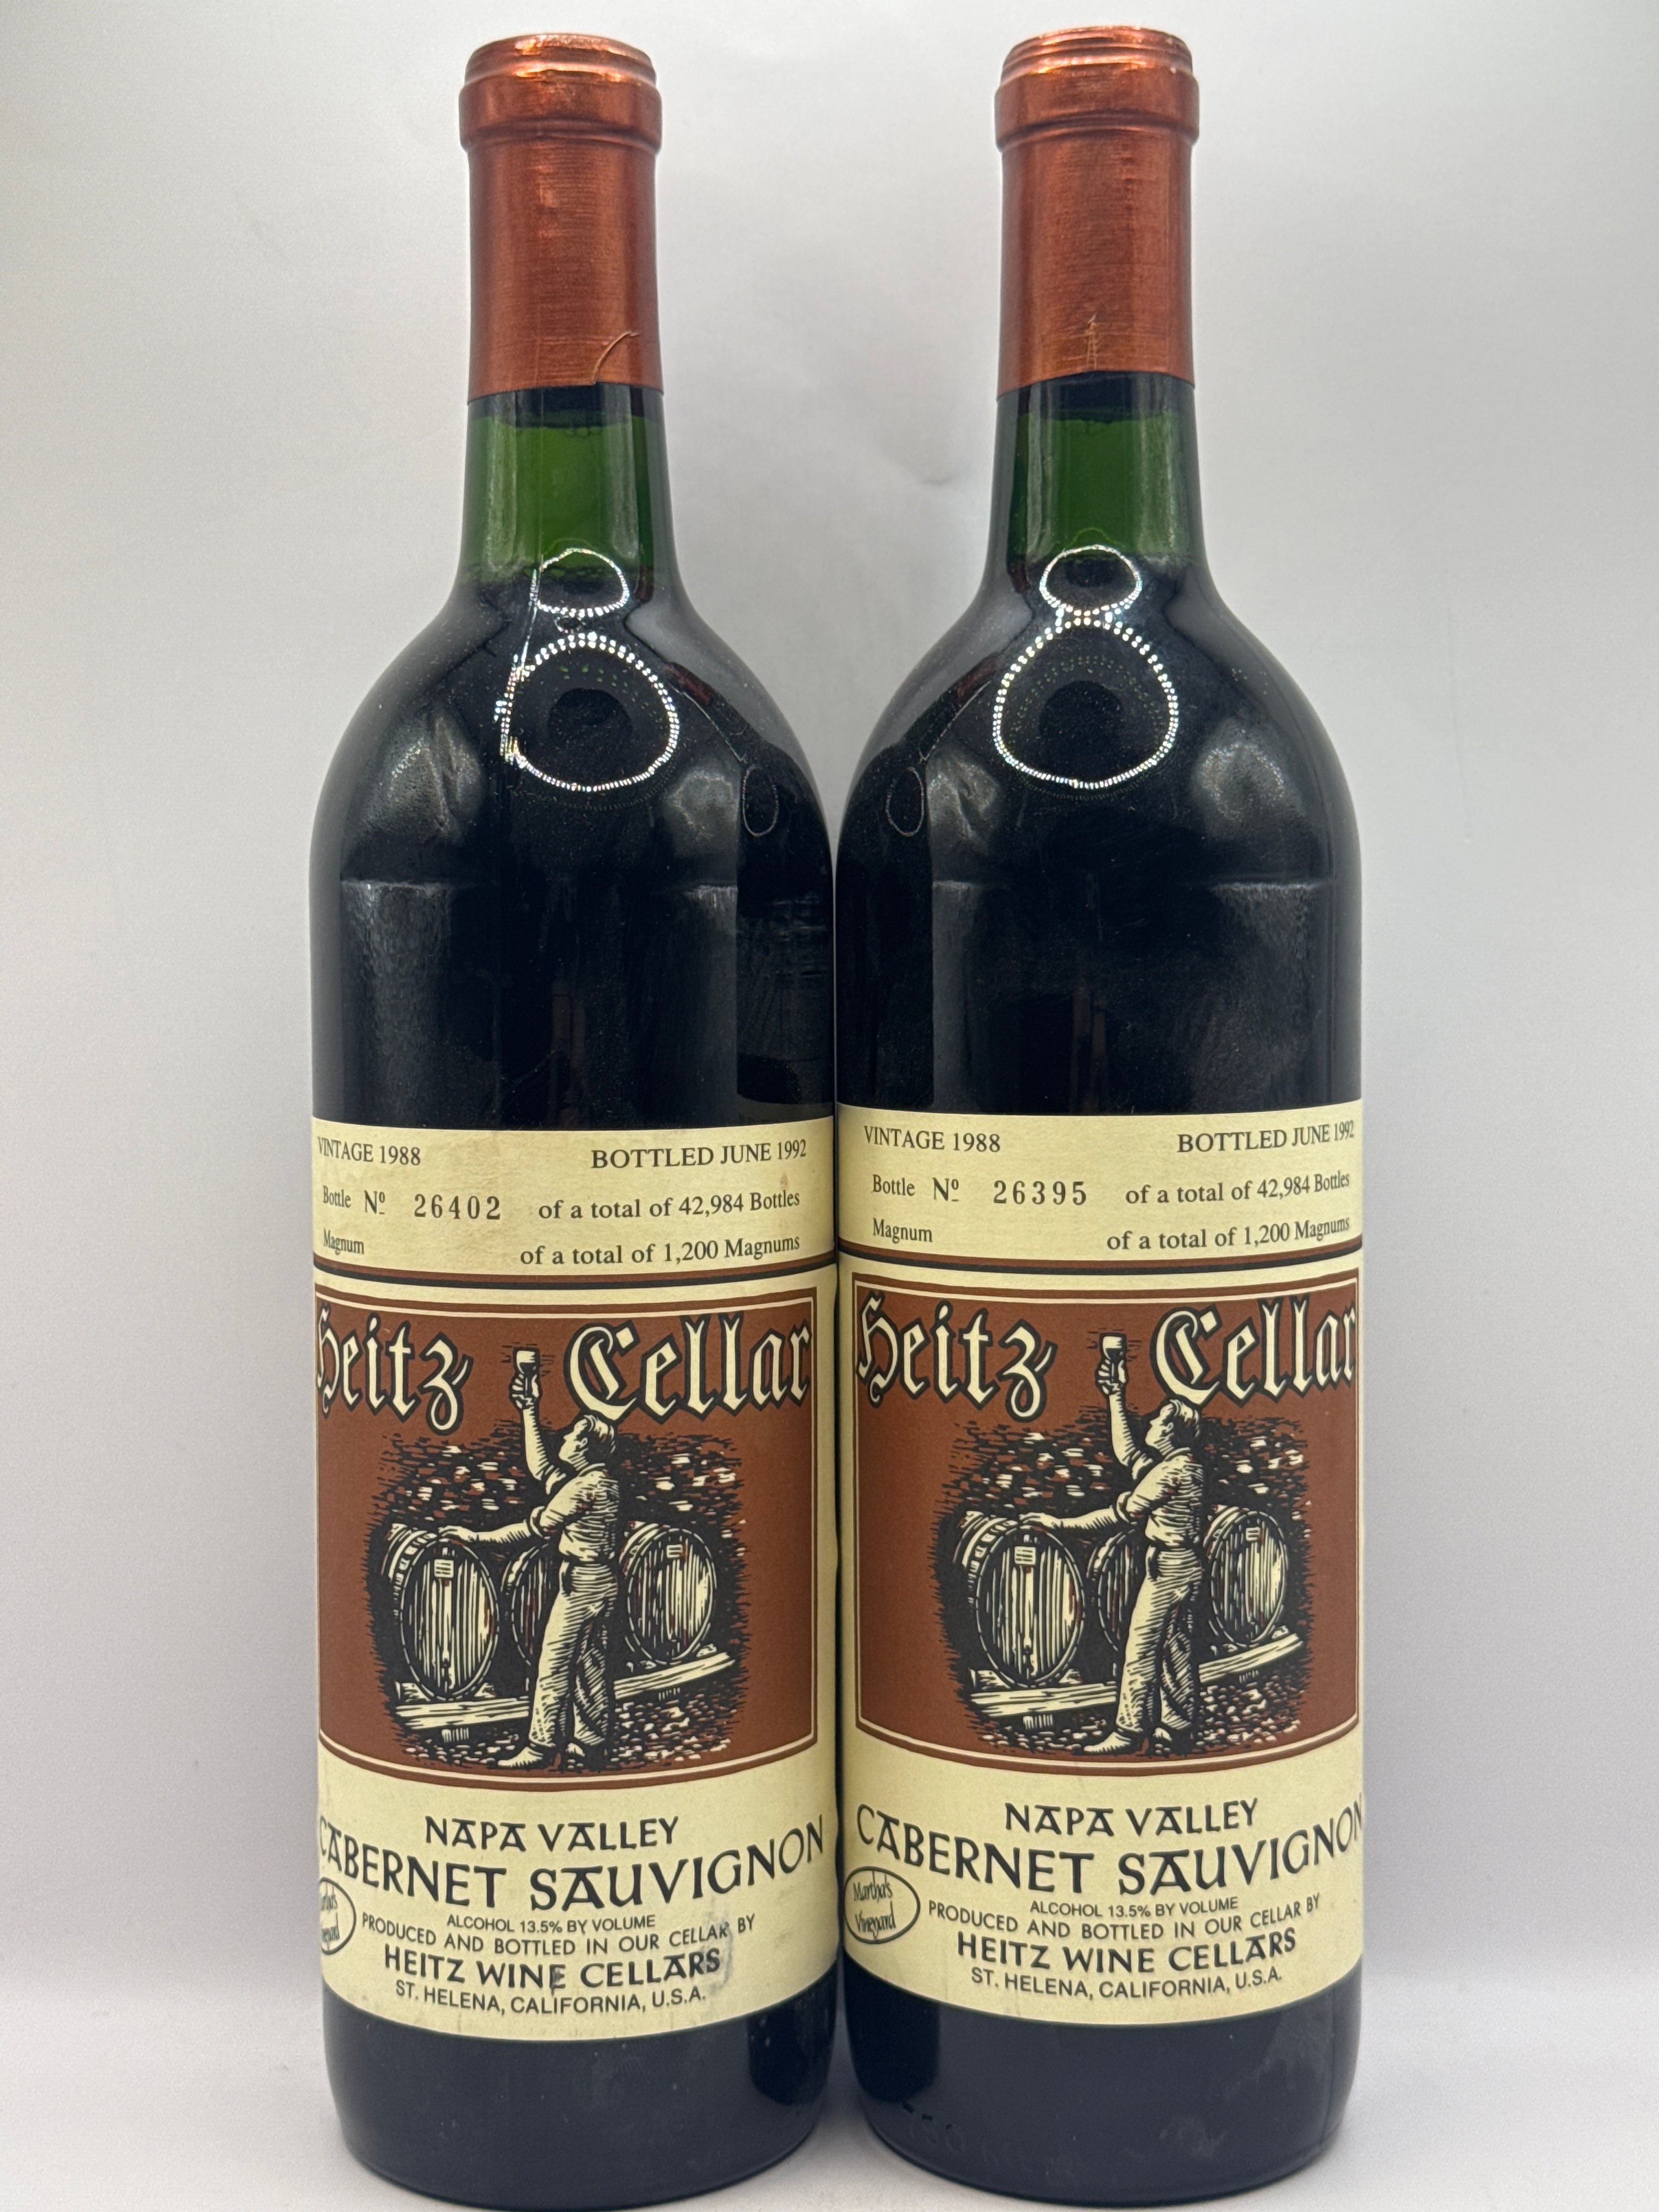 VINTAGE 1988 BOTTLED JUNE 1992
Bottle Nº 26402 of a total of 42,984 Bottles
Magnum of a total of 1,200 Magnums
Heitz Cellar
NAPA VALLEY
CABERNET SAUVIGNON
ALCOHOL 13.5% BY VOLUME
PRODUCED AND BOTTLED IN OUR CELLAR BY
HEITZ WINE CELLARS
ST. HELENA, CALIFORNIA, U.S.A.
VINTAGE 1988 BOTTLED JUNE 1992
Bottle Nº 26395 of a total of 42,984 Bottles
Magnum of a total of 1,200 Magnums
Heitz Cellar
NAPA VALLEY
CABERNET SAUVIGNON
Martha's
Vineyard
ALCOHOL 13.5% BY VOLUME
PRODUCED AND BOTTLED IN OUR CELLAR BY
HEITZ WINE CELLARS
ST. HELENA, CALIFORNIA, U.S.A.
750